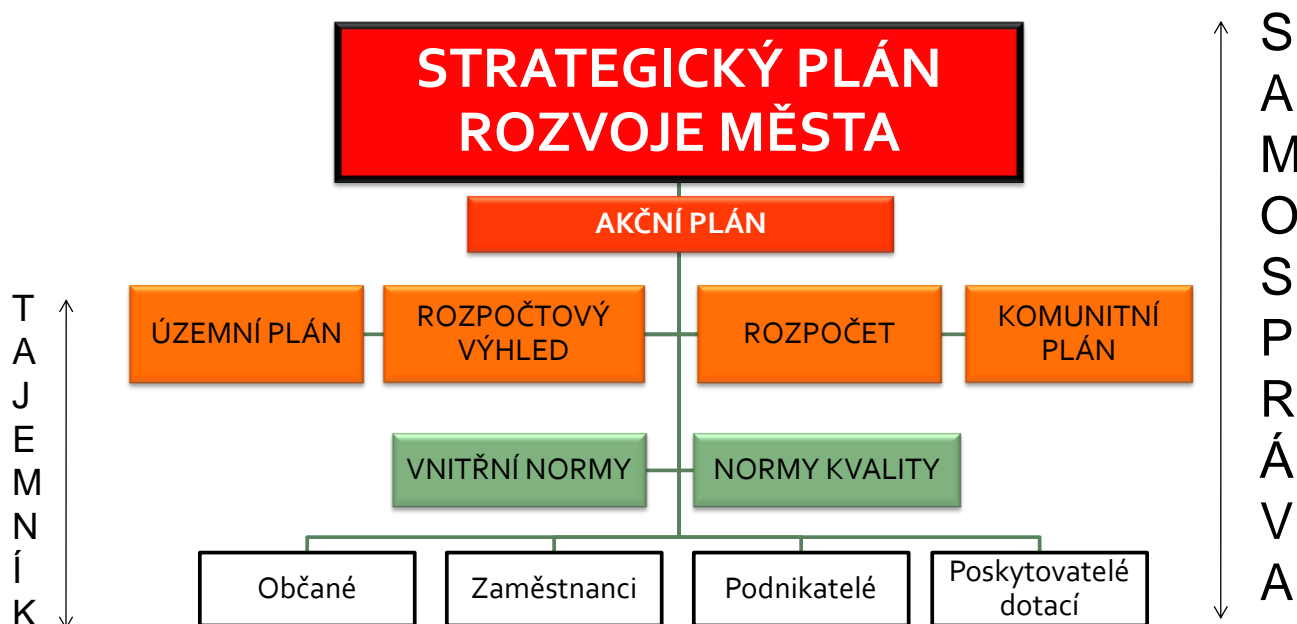 STRATEGICKÝ PLÁN
ROZVOJE MĚSTA
AKČNÍ PLÁN
ÚZEMNÍ PLÁN
ROZPOČTOVÝ
VÝHLED
ROZPOČET
KOMUNITNÍ
PLÁN
VNITŘNÍ NORMY
NORMY KVALITY
Občané
Zaměstnanci
Podnikatelé
Poskytovatelé
dotací
T
A
J
E
M
N
Í
K
S
A
M
O
S
P
R
Á
V
A